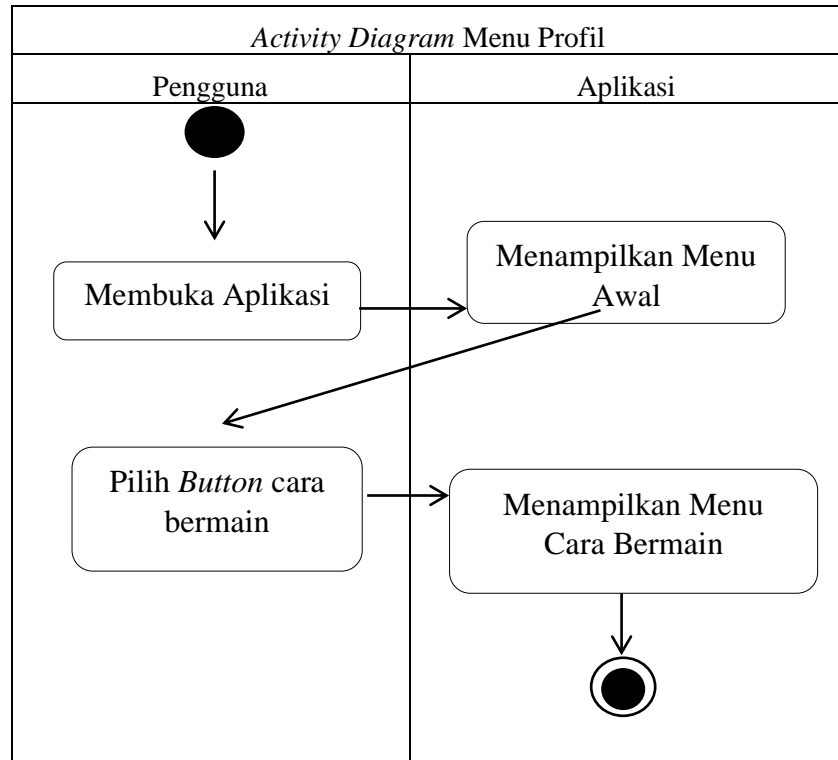 Activity Diagram Menu Profil
Pengguna
Aplikasi
Membuka Aplikasi
Menampilkan Menu
Awal
Pilih Button cara
bermain
Menampilkan Menu
Cara Bermain